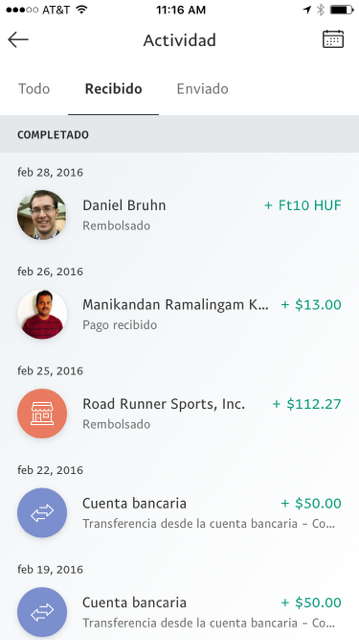 AT&T 11:16 AM
Actividad
Todo Recibido Enviado
COMPLETADO
feb 28, 2016
Daniel Bruhn + Ft10 HUF
Rembolsado
feb 26, 2016
Manikandan Ramalingam K... + $13.00
Pago recibido
feb 25, 2016
Road Runner Sports, Inc. + $112.27
Rembolsado
feb 22, 2016
Cuenta bancaria + $50.00
Transferencia desde la cuenta bancaria – Co...
feb 19, 2016
Cuenta bancaria + $50.00
Transferencia desde la cuenta bancaria – Co...